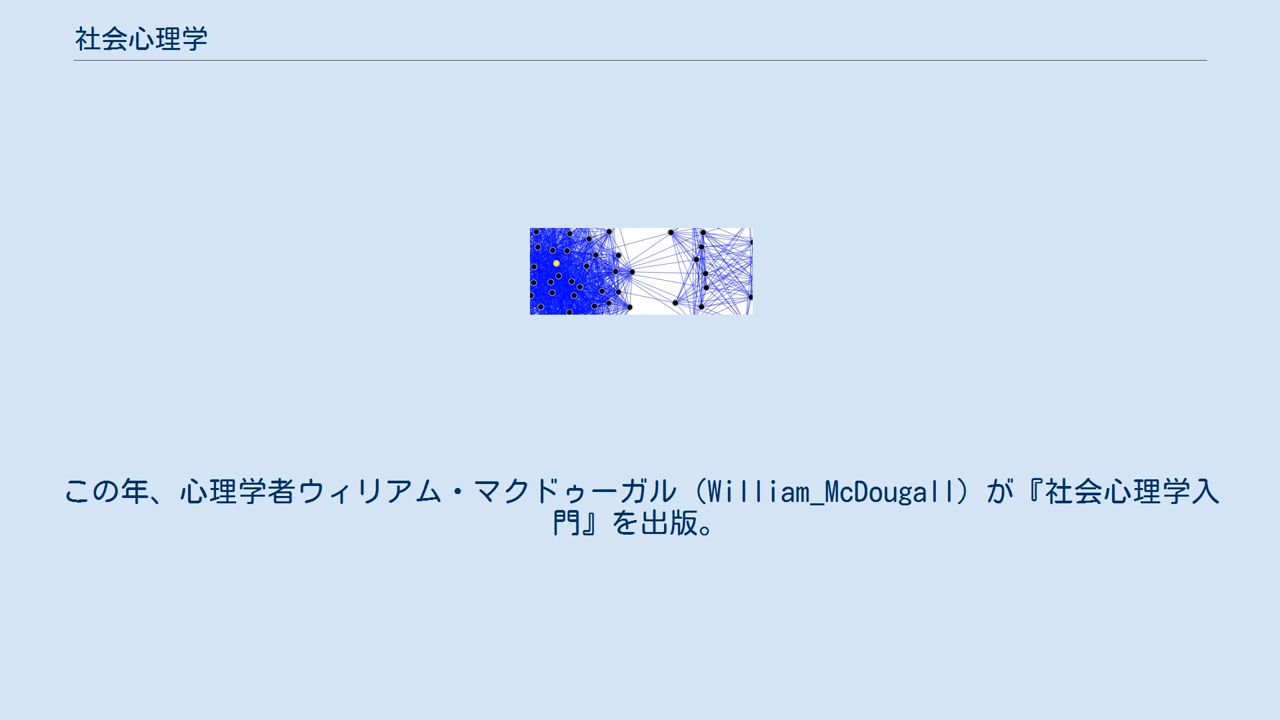 社会心理学
この年、心理学者ウィリアム・マクドゥーガル（William_McDougall）が『社会心理学入
門』を出版。